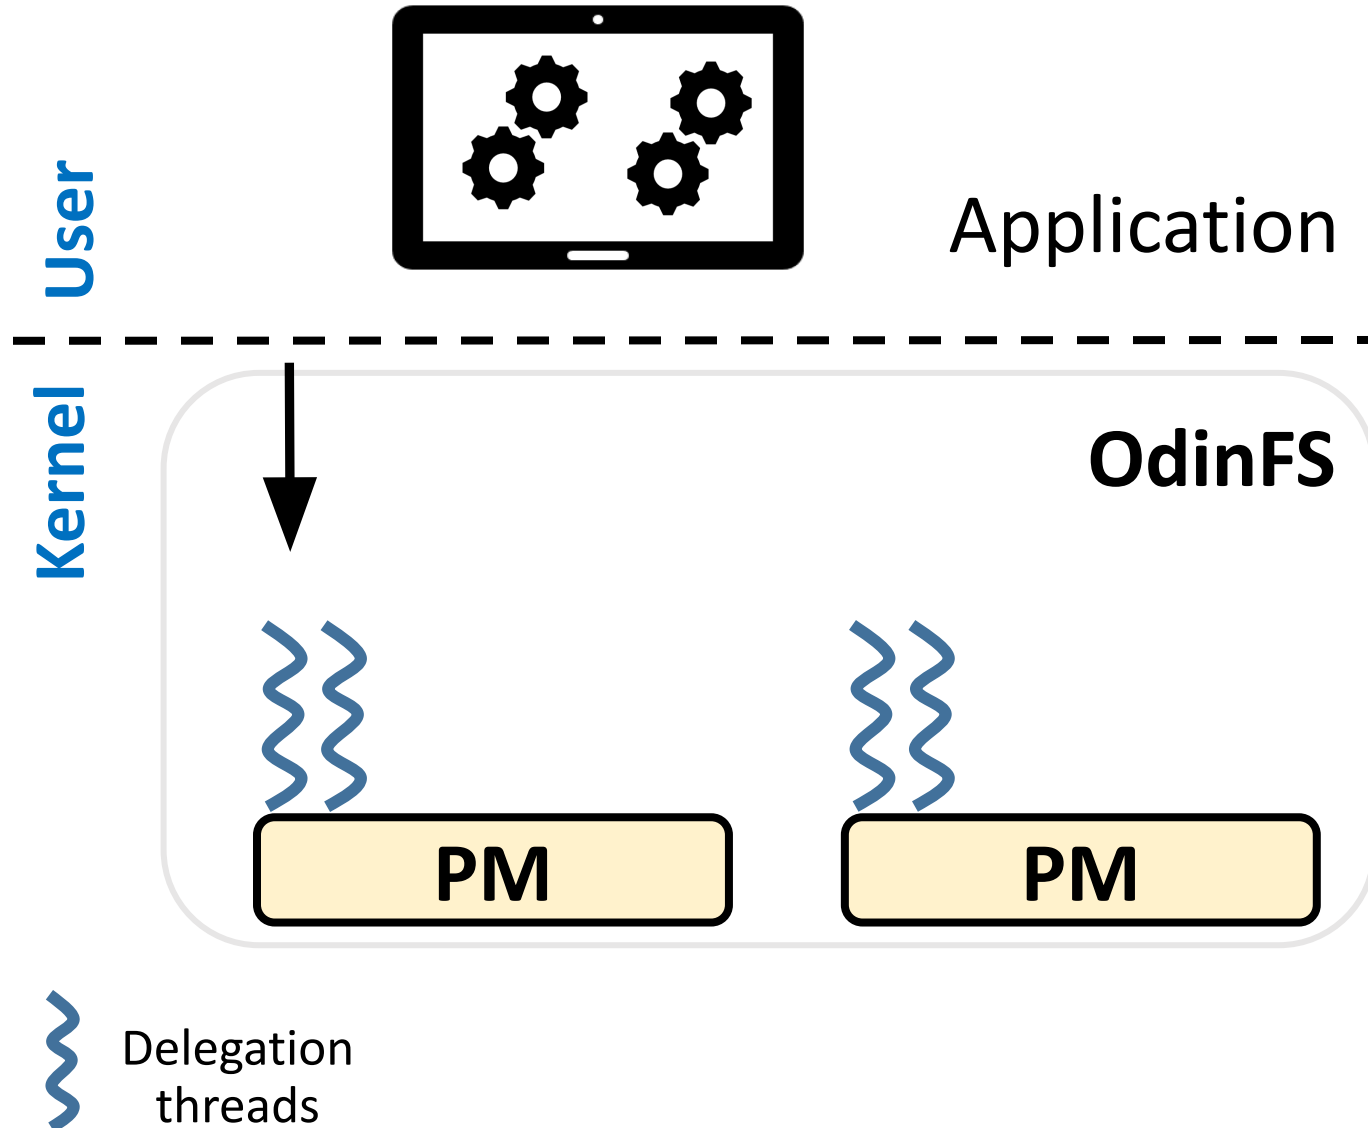 User
Application
Kernel
OdinFS
PM
PM
Delegation
threads